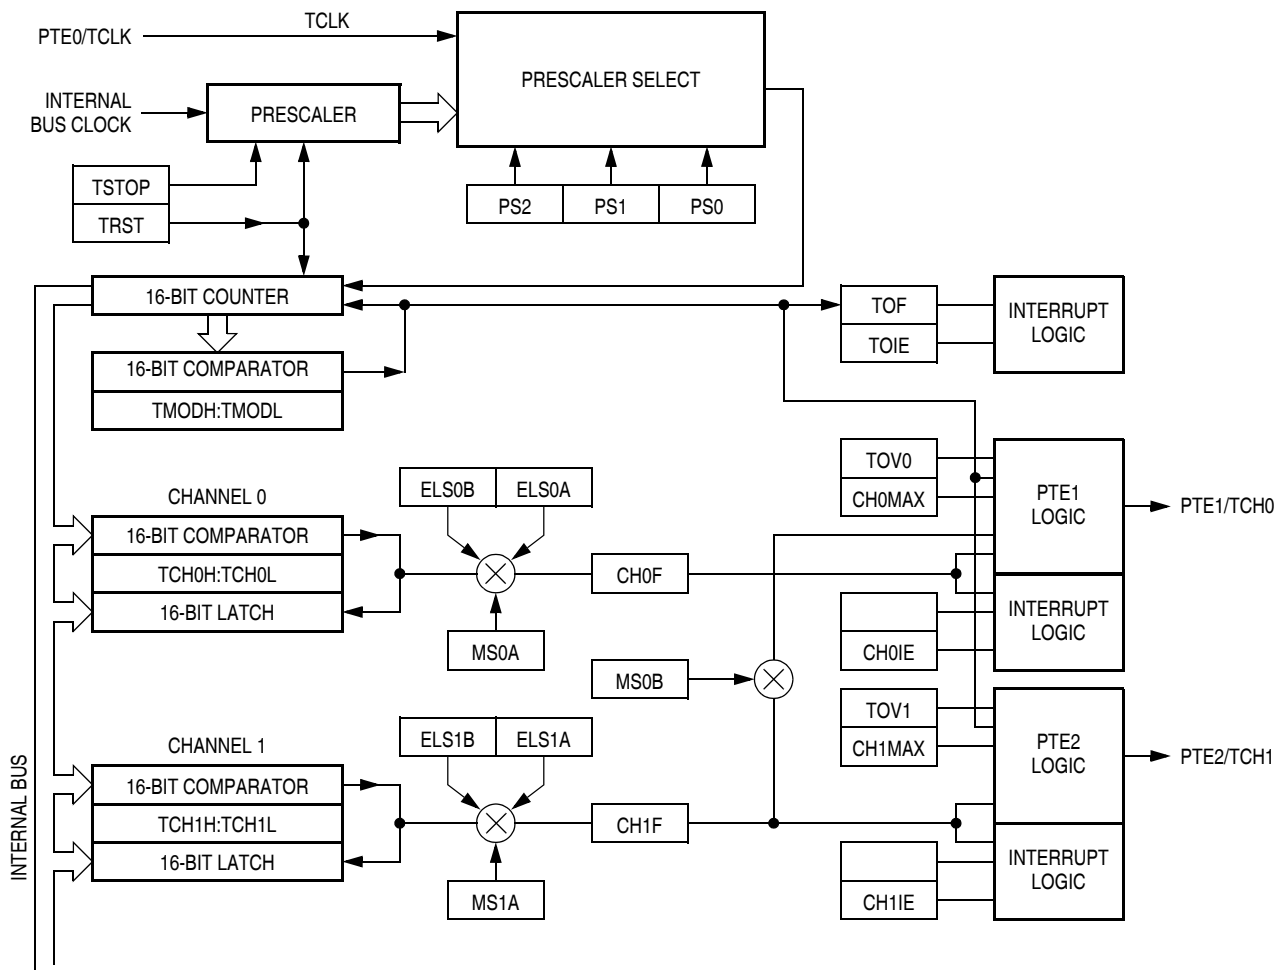 TCLK
PTE0/TCLK
PRESCALER SELECT
INTERNAL
BUS CLOCK
PRESCALER
TSTOP
TRST
PS2
PS1
PS0
16-BIT COUNTER
16-BIT COMPARATOR
TMODH:TMODL
TOF
TOIE
INTERRUPT
LOGIC
CHANNEL 0
16-BIT COMPARATOR
TCH0H:TCH0L
16-BIT LATCH
ELS0B
ELS0A
MS0A
CH0F
TOV0
CH0MAX
PTE1
LOGIC
PTE1/TCH0
INTERRUPT
LOGIC
CH0IE
MS0B
CHANNEL 1
16-BIT COMPARATOR
TCH1H:TCH1L
16-BIT LATCH
ELS1B
ELS1A
MS1A
CH1F
TOV1
CH1MAX
PTE2
LOGIC
PTE2/TCH1
INTERRUPT
LOGIC
CH1IE
INTERNAL BUS